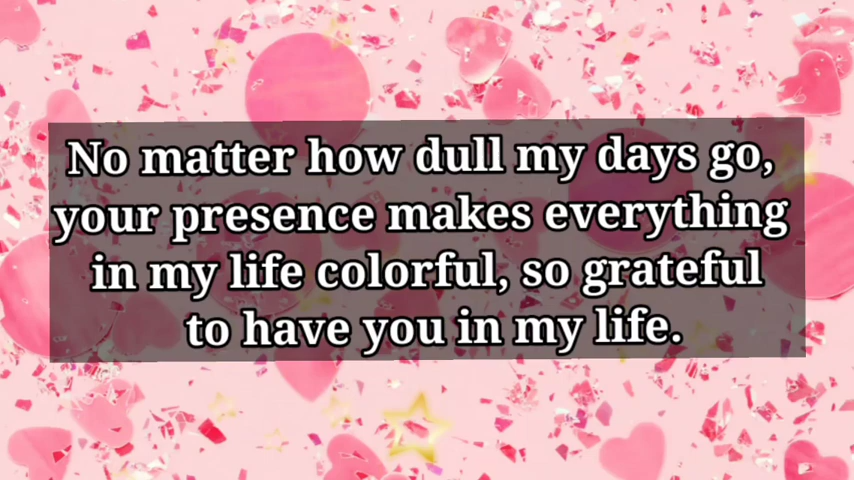 No matter how dull my days go,
your presence makes everything
in my life colorful, so grateful
to have you in my life.